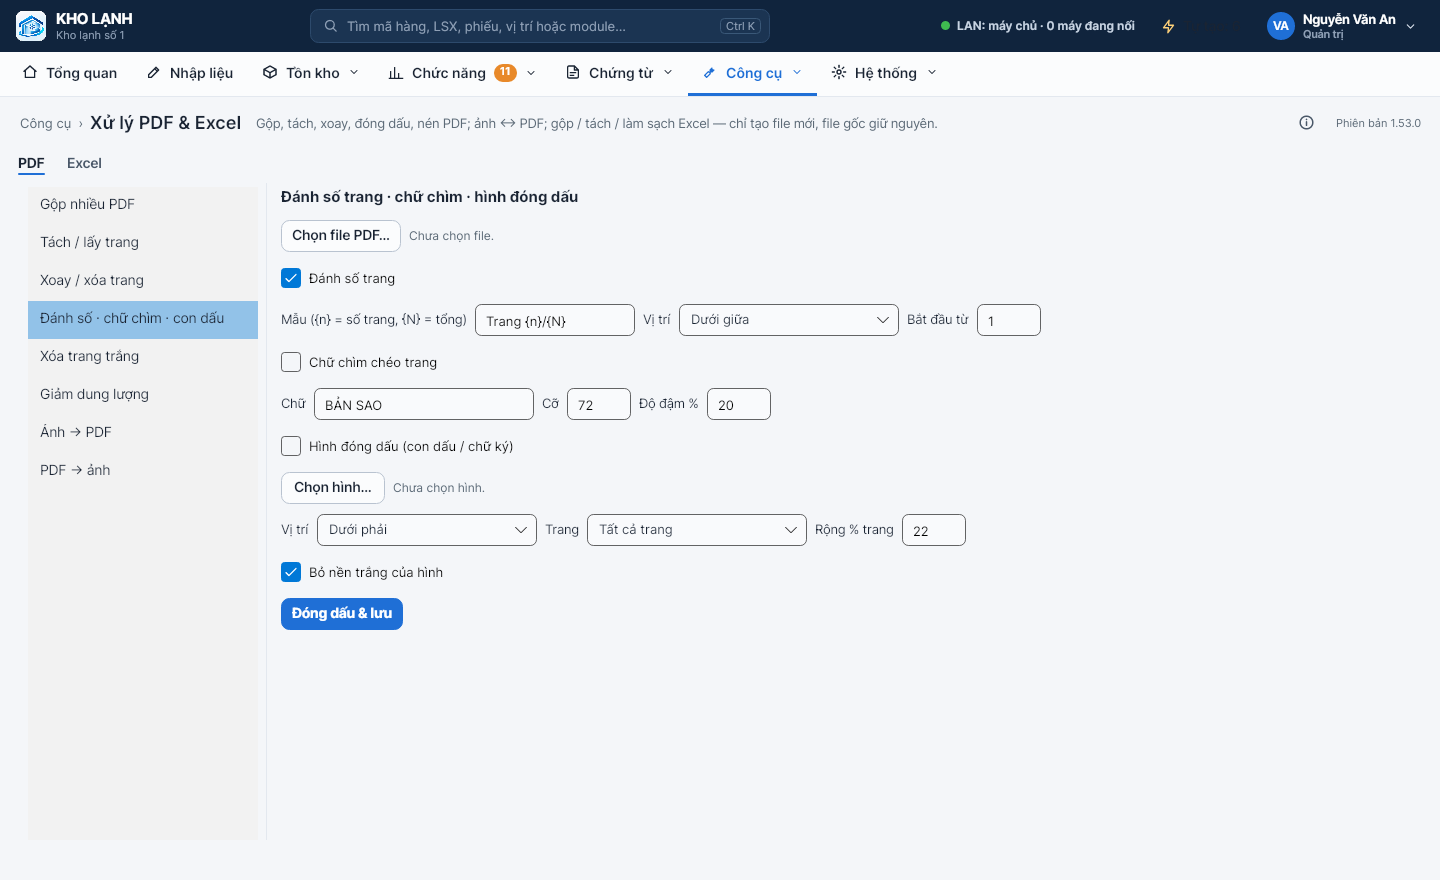 KHO LẠNH
Kho lạnh số 1
Tìm mã hàng, LSX, phiếu, vị trí hoặc module...
Ctrl K
LAN: máy chủ · 0 máy đang nối
VA
Nguyễn Văn An
Quản trị
Tổng quan
Nhập liệu
Tồn kho
Chức năng 11
Chứng từ
Công cụ
Hệ thống
Công cụ › Xử lý PDF & Excel
Gộp, tách, xoay, đóng dấu, nén PDF; ảnh ↔ PDF; gộp / tách / làm sạch Excel — chỉ tạo file mới, file gốc giữ nguyên.
Phiên bản 1.53.0
PDF
Excel
Gộp nhiều PDF
Tách / lấy trang
Xoay / xóa trang
Đánh số · chữ chìm · con dấu
Xóa trang trắng
Giảm dung lượng
Ảnh → PDF
PDF → ảnh
Đánh số trang · chữ chìm · hình đóng dấu
Chọn file PDF... Chưa chọn file.
Đánh số trang
Mẫu ({n} = số trang, {N} = tổng) Trang {n}/{N} Vị trí Dưới giữa Bắt đầu từ 1
Chữ chìm chéo trang
Chữ BẢN SAO Cỡ 72 Độ đậm % 20
Hình đóng dấu (con dấu / chữ ký)
Chọn hình... Chưa chọn hình.
Vị trí Dưới phải Trang Tất cả trang Rộng % trang 22
Bỏ nền trắng của hình
Đóng dấu & lưu